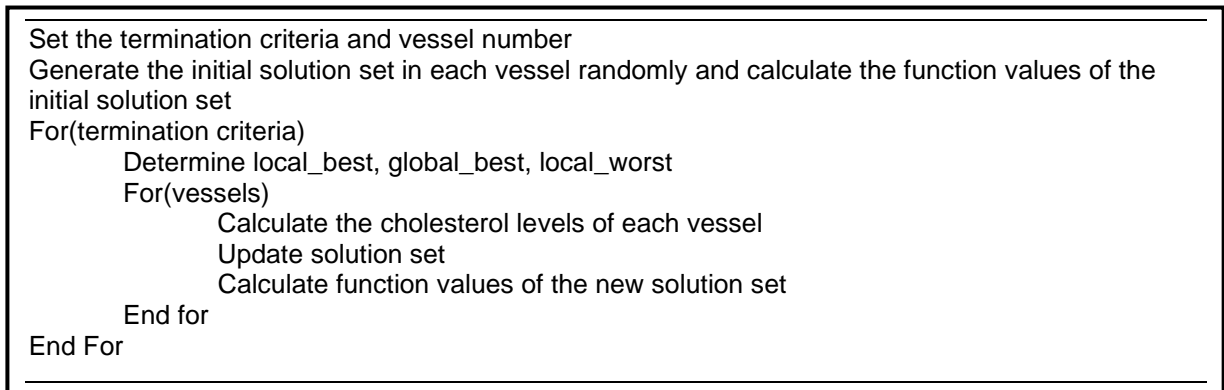 Set the termination criteria and vessel number
Generate the initial solution set in each vessel randomly and calculate the function values of the
initial solution set
For(termination criteria)
Determine local_best, global_best, local_worst
For(vessels)
Calculate the cholesterol levels of each vessel
Update solution set
Calculate function values of the new solution set
End for
End For